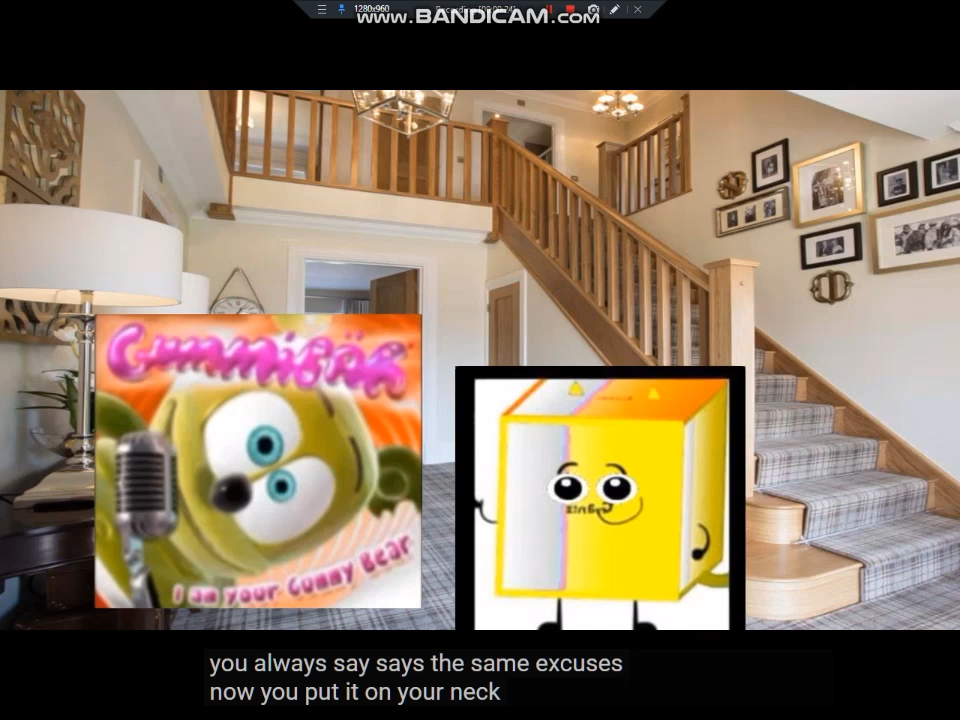 1280x960
www.BANDICAM.com
Gummibär
I am your Gummy Bear
you always say says the same excuses
now you put it on your neck